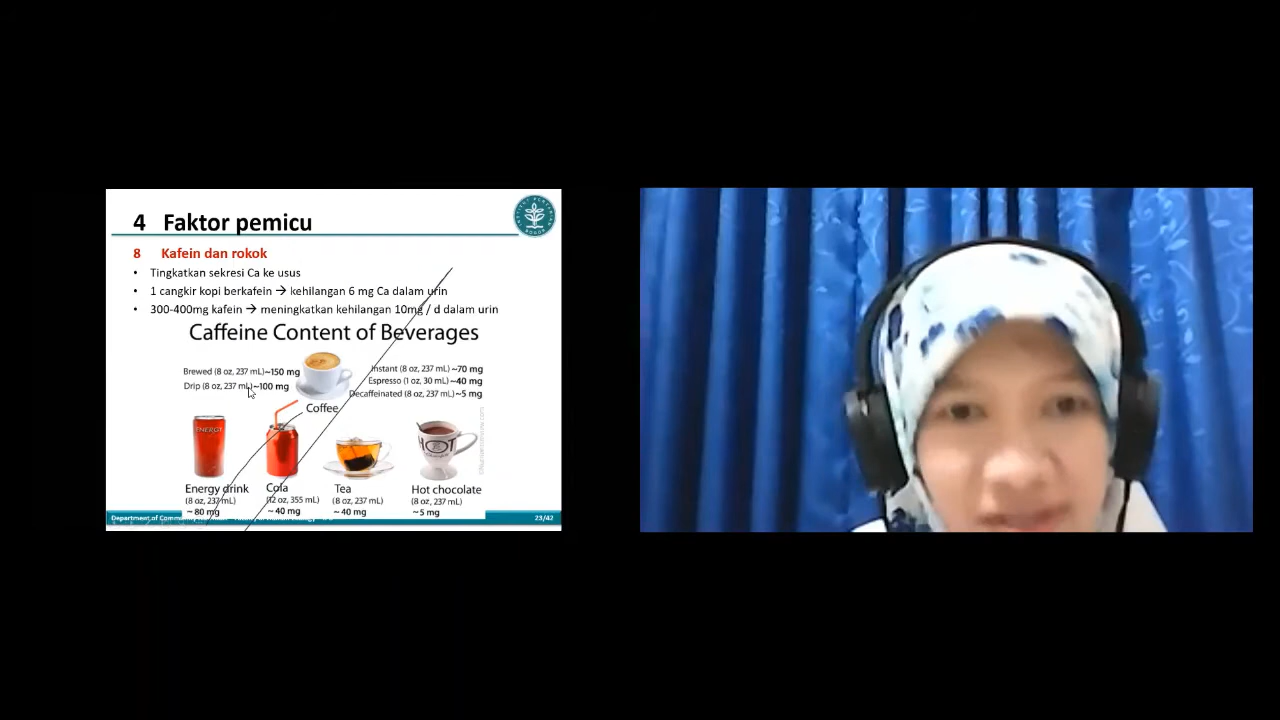 4 Faktor pemicu
8 Kafein dan rokok
• Tingkatkan sekresi Ca ke usus
• 1 cangkir kopi berkafein → kehilangan 6 mg Ca dalam urin
• 300-400mg kafein → meningkatkan kehilangan 10mg / d dalam urin
Caffeine Content of Beverages
Brewed (8 oz, 237 mL)~150 mg
Drip (8 oz, 237 mL)~100 mg
Instant (8 oz, 237 mL)~70 mg
Espresso (1 oz, 30 mL)~40 mg
Decaffeinated (8 oz, 237 mL)~5 mg
Coffee
ENERGY
HOT
Energy drink
(8 oz, 237 mL)
~ 80 mg
Cola
(12 oz, 355 mL)
~ 40 mg
Tea
(8 oz, 237 mL)
~ 40 mg
Hot chocolate
(8 oz, 237 mL)
~ 5 mg
Department of
23/42